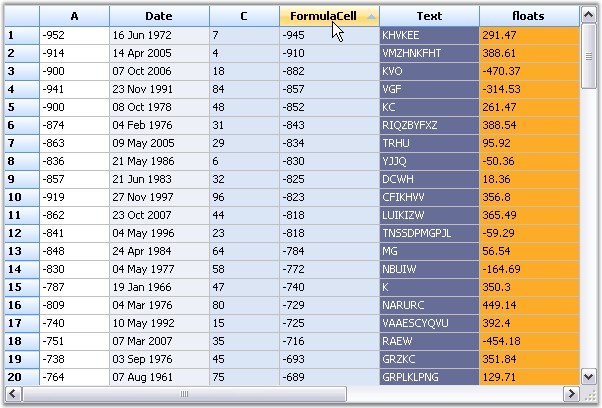 A Date C FormulaCell Text floats
1 -952 16 Jun 1972 7 -945 KHVKEE 291.47
2 -914 14 Apr 2005 4 -910 VMZHNKFHT 388.61
3 -900 07 Oct 2006 18 -882 KVO -470.37
4 -941 23 Nov 1991 84 -857 VGF -314.53
5 -900 08 Oct 1978 48 -852 KC 261.47
6 -874 04 Feb 1976 31 -843 RIQZBYFXZ 388.54
7 -863 09 May 2005 29 -834 TRHU 95.92
8 -836 21 May 1986 6 -830 YJJQ -50.36
9 -857 21 Jun 1983 32 -825 DCWH 18.36
10 -919 27 Nov 1997 96 -823 CFIKHVV 356.8
11 -862 23 Oct 2007 44 -818 LUIKIZW 365.49
12 -841 04 May 1996 23 -818 TNSSDPMGPJL -59.29
13 -848 24 Apr 1984 64 -784 MG 56.54
14 -830 04 May 1977 58 -772 NBUIW -164.69
15 -787 19 Jan 1966 47 -740 K 350.3
16 -809 04 Mar 1976 80 -729 NARURC 449.14
17 -740 10 May 1992 15 -725 VAAESCYQVU 392.4
18 -751 07 Mar 2007 35 -716 RAEW -454.18
19 -738 03 Sep 1976 45 -693 GRZKC 351.84
20 -764 07 Aug 1961 75 -689 GRPLKLPNG 129.71